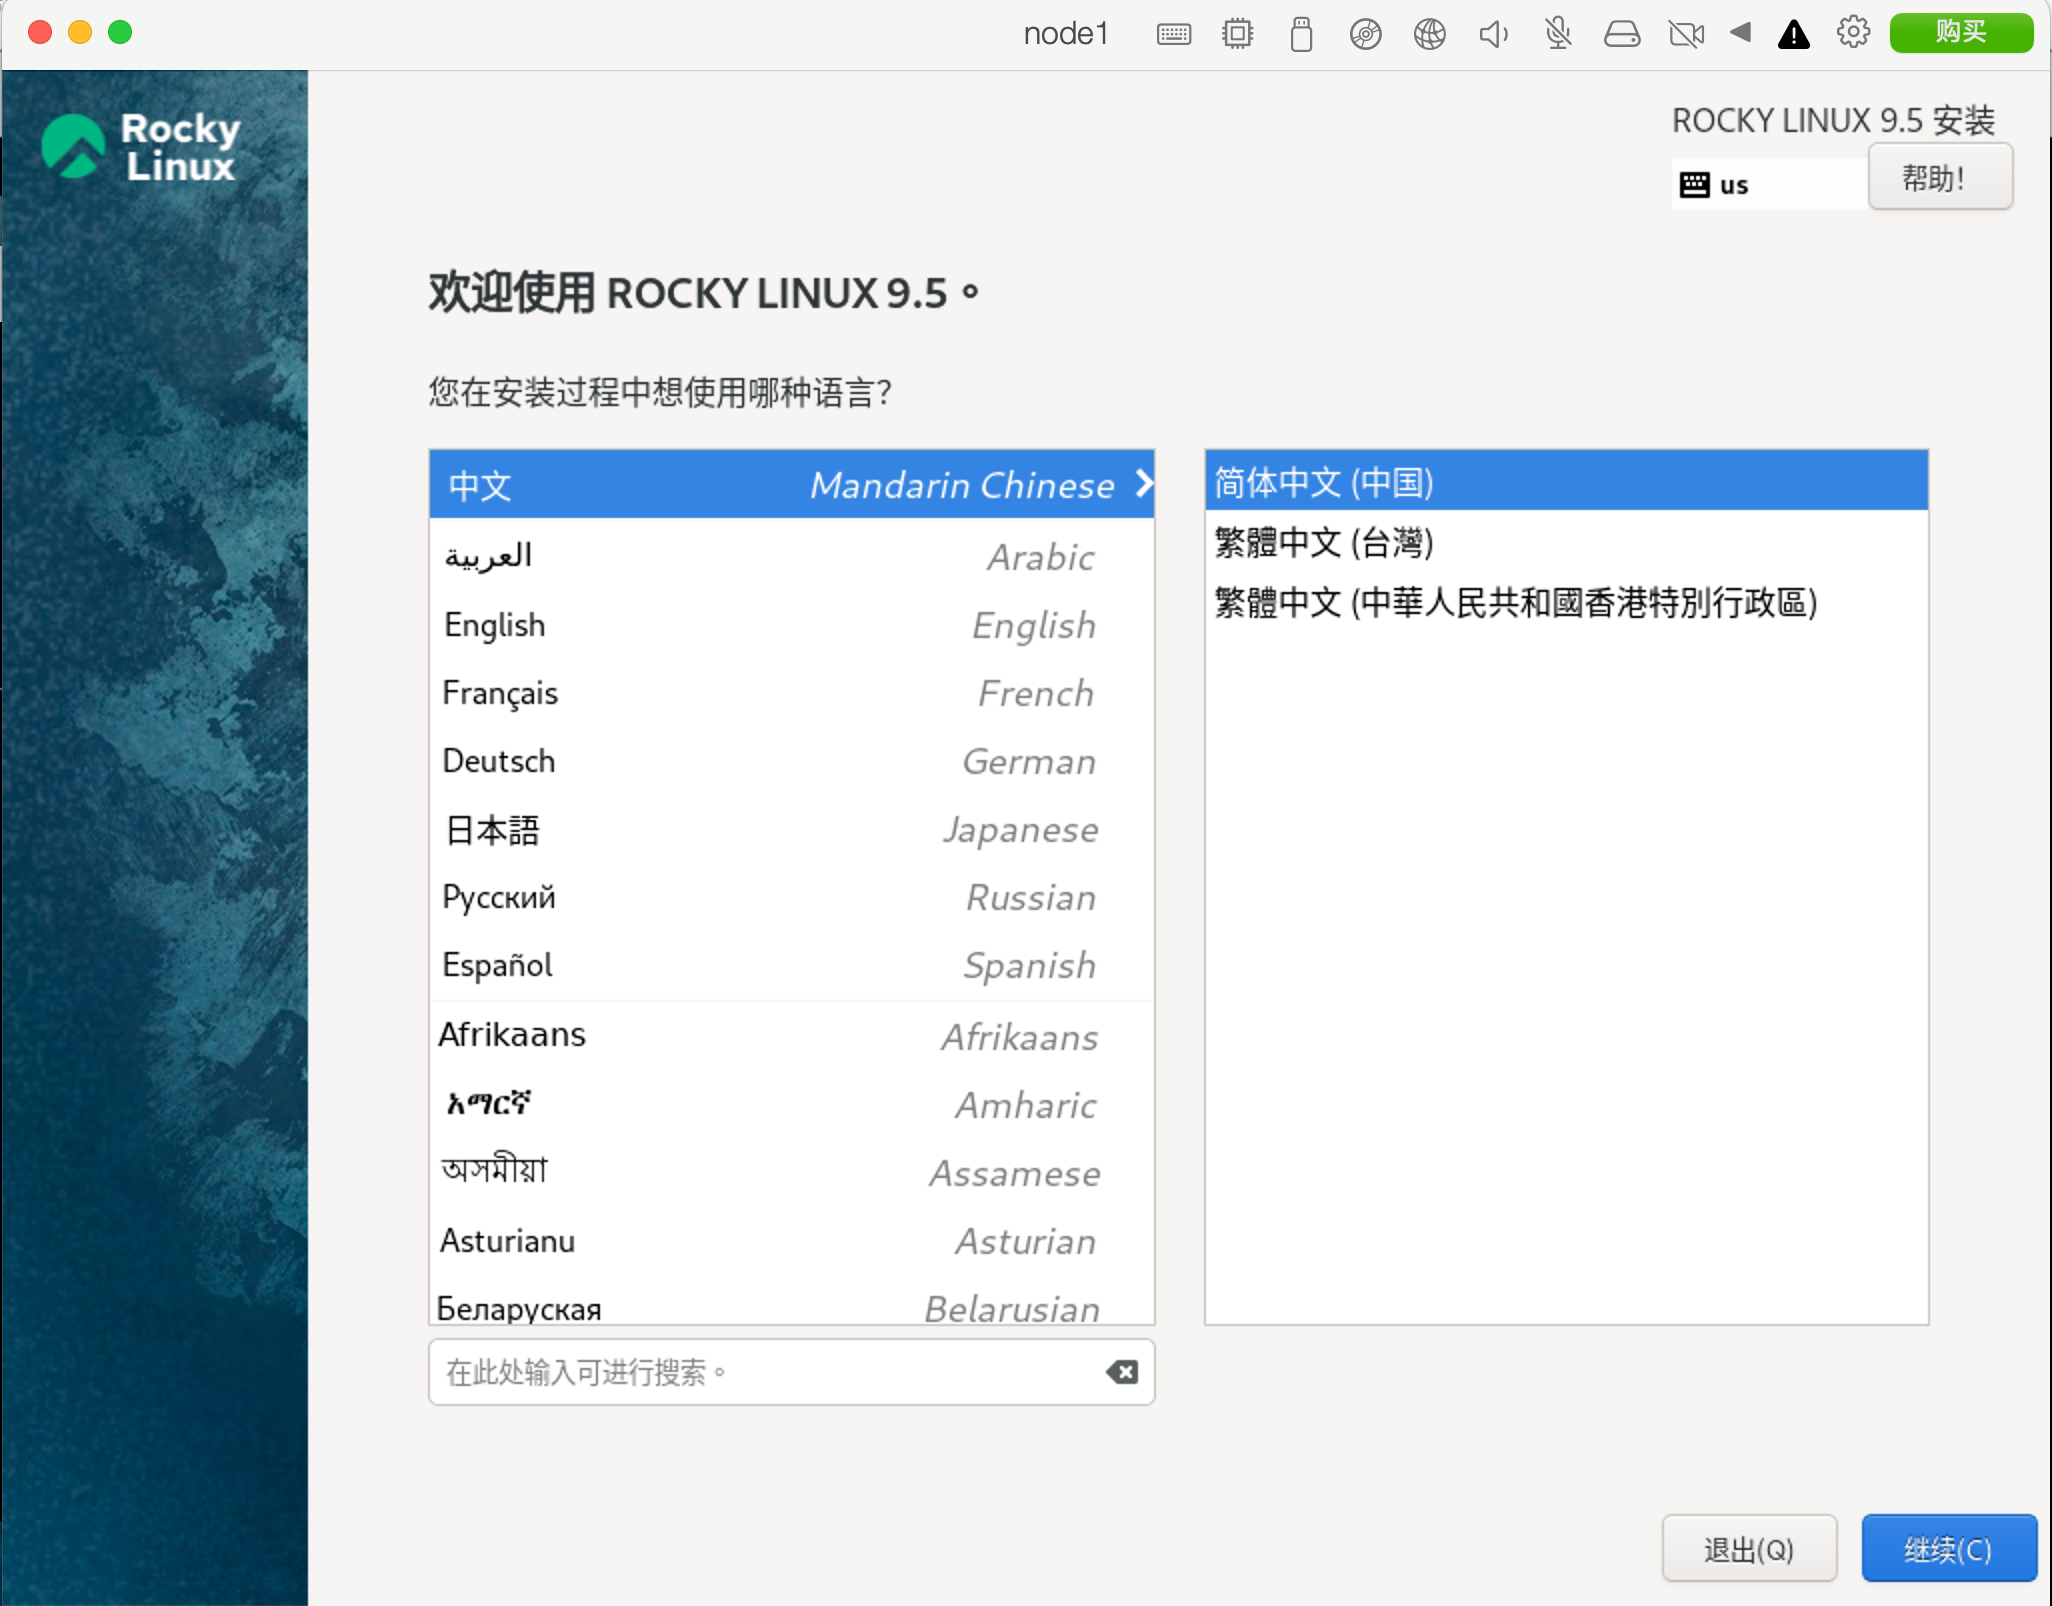 node1
购买
Rocky
Linux
ROCKY LINUX 9.5 安装
us
帮助!
欢迎使用 ROCKY LINUX 9.5。
您在安装过程中想使用哪种语言?
中文 Mandarin Chinese
العربية Arabic
English English
Français French
Deutsch German
日本語 Japanese
Русский Russian
Español Spanish
Afrikaans Afrikaans
አማርኛ Amharic
অসমীয়া Assamese
Asturianu Asturian
Беларуская Belarusian
简体中文 (中国)
繁體中文 (台灣)
繁體中文 (中華人民共和國香港特別行政區)
在此处输入可进行搜索。
退出(Q)
继续(C)